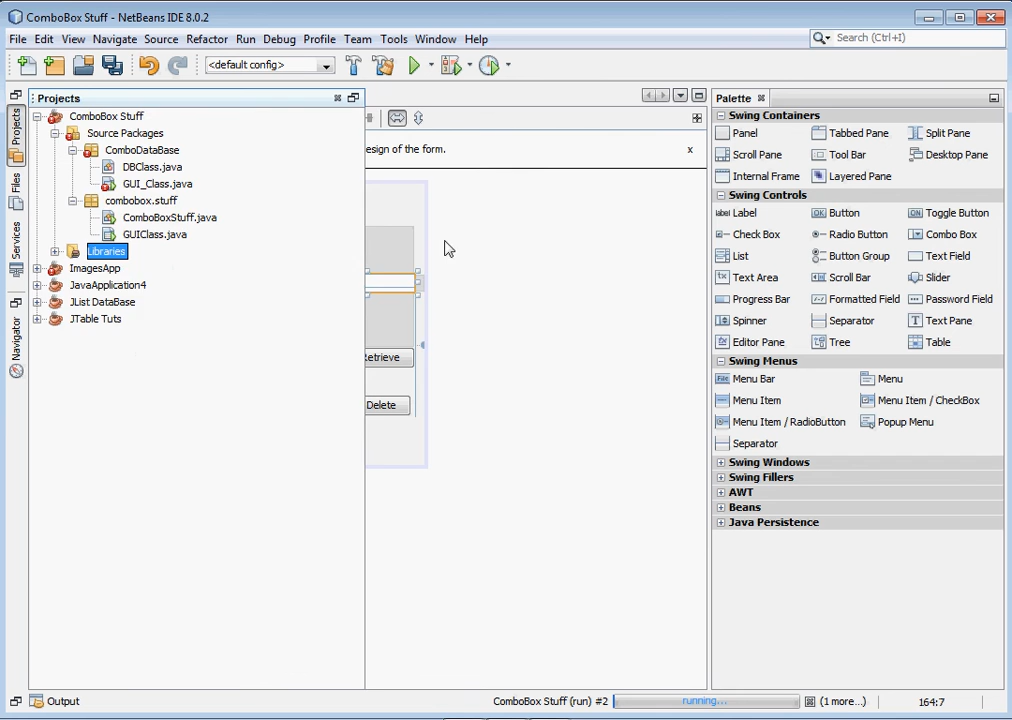 ComboBox Stuff - NetBeans IDE 8.0.2
File Edit View Navigate Source Refactor Run Debug Profile Team Tools Window Help
Search (Ctrl+I)
<default config>
Projects
ComboBox Stuff
Source Packages
ComboDataBase
DBClass.java
GUI_Class.java
combobox.stuff
ComboBoxStuff.java
GUIClass.java
Libraries
ImagesApp
JavaApplication4
JList DataBase
JTable Tuts
Projects
Files
Services
Navigator
esign of the form.
x
etrieve
Delete
Palette
Swing Containers
Panel Tabbed Pane Split Pane
Scroll Pane Tool Bar Desktop Pane
Internal Frame Layered Pane
Swing Controls
label Label OK Button ON Toggle Button
Check Box Radio Button Combo Box
List Button Group Text Field
Text Area Scroll Bar Slider
Progress Bar Formatted Field Password Field
Spinner Separator T Text Pane
Editor Pane Tree Table
Swing Menus
File Menu Bar Menu
Menu Item Menu Item / CheckBox
Menu Item / RadioButton Popup Menu
Separator
Swing Windows
Swing Fillers
AWT
Beans
Java Persistence
Output
ComboBox Stuff (run) #2 running... (1 more...) 164:7